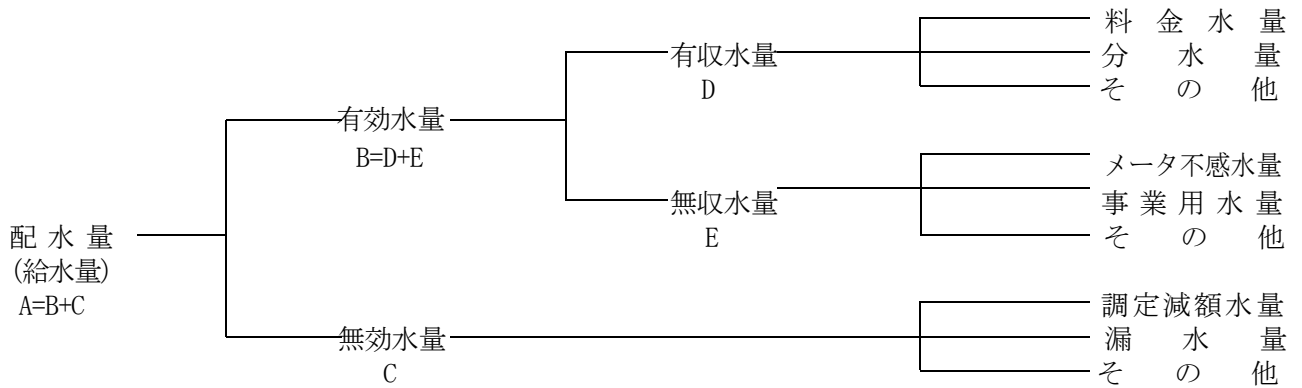 料金水量
有収水量
分水量
D
その他
有効水量
B=D+E
メータ不感水量
無収水量
事業用水量
E
その他
配水量
(給水量)
A=B+C
調定減額水量
無効水量
漏水量
C
その他